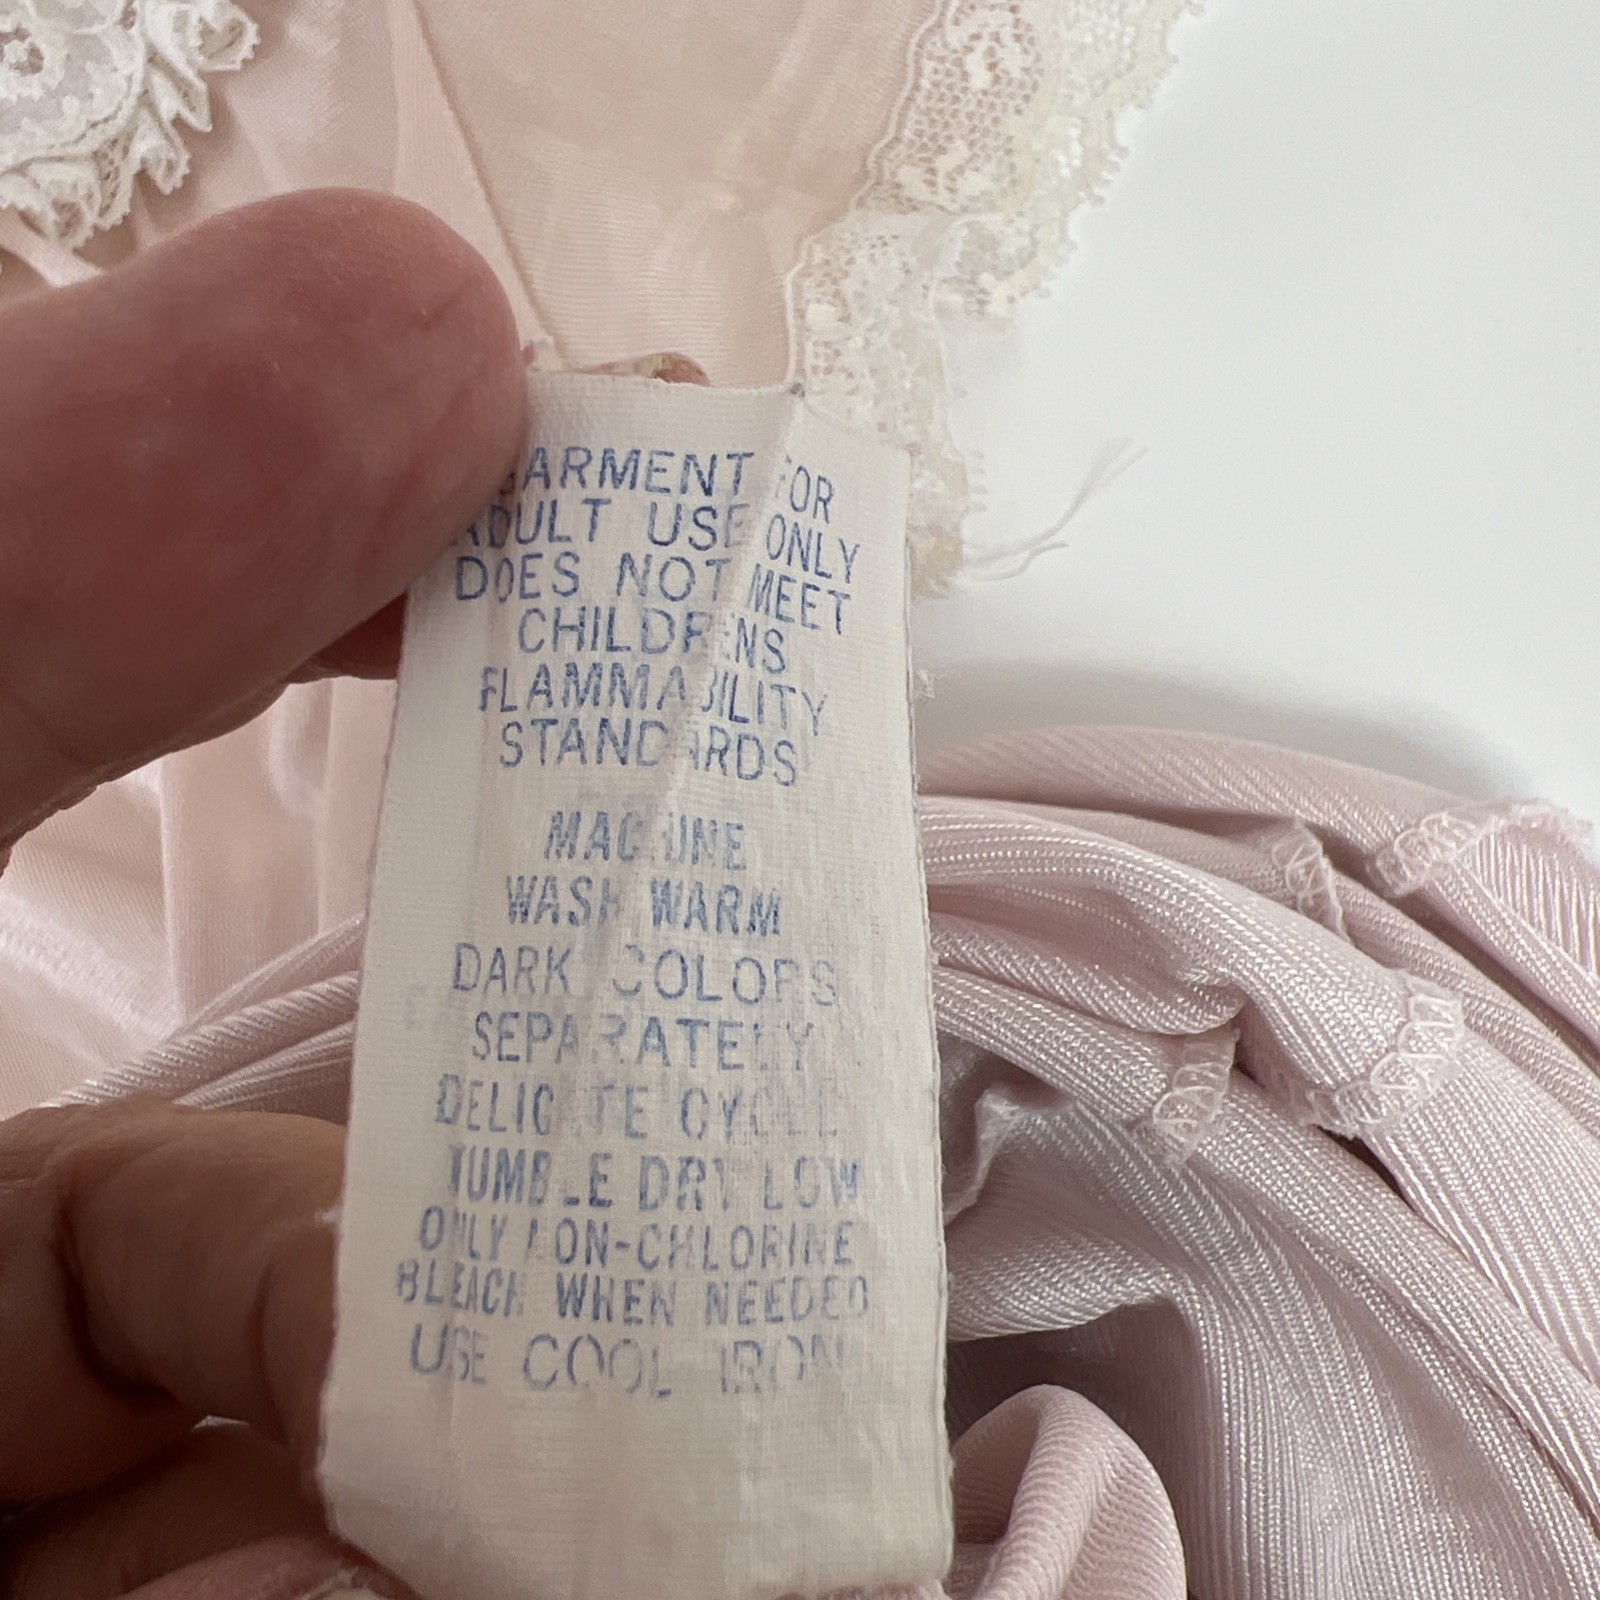 GARMENT FOR
ADULT USE ONLY
DOES NOT MEET
CHILDRENS
FLAMMABILITY
STANDARDS
MACHINE
WASH WARM
DARK COLORS
SEPARATELY
DELICATE CYCLE
TUMBLE DRY LOW
ONLY NON-CHLORINE
BLEACH WHEN NEEDED
USE COOL IRON